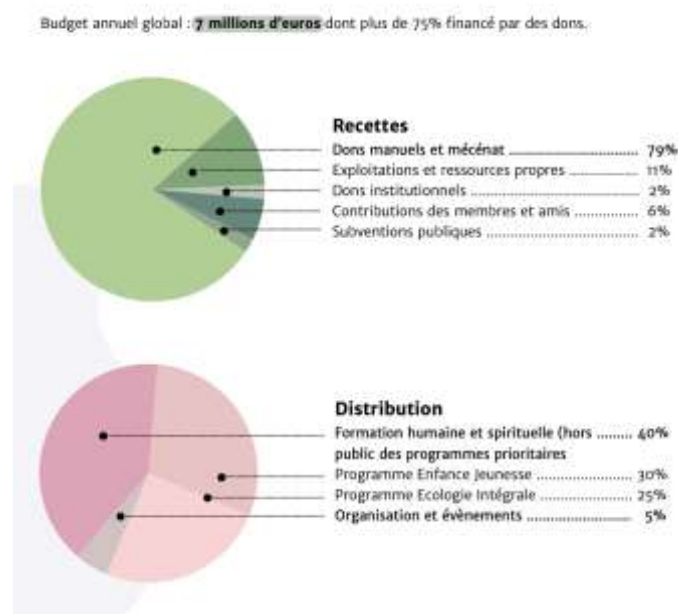 Budget annuel global : 7 millions d'euros dont plus de 75% financé par des dons.
Recettes
Dons manuels et mécénat ........................ 79%
Exploitations et ressources propres ............... 11%
Dons institutionnels ................................ 2%
Contributions des membres et amis .............. 6%
Subventions publiques ................................ 2%
Distribution
Formation humaine et spirituelle (hors ........ 40%
public des programmes prioritaires
Programme Enfance Jeunesse ...................... 30%
Programme Ecologie Intégrale ..................... 25%
Organisation et évènements ...................... 5%